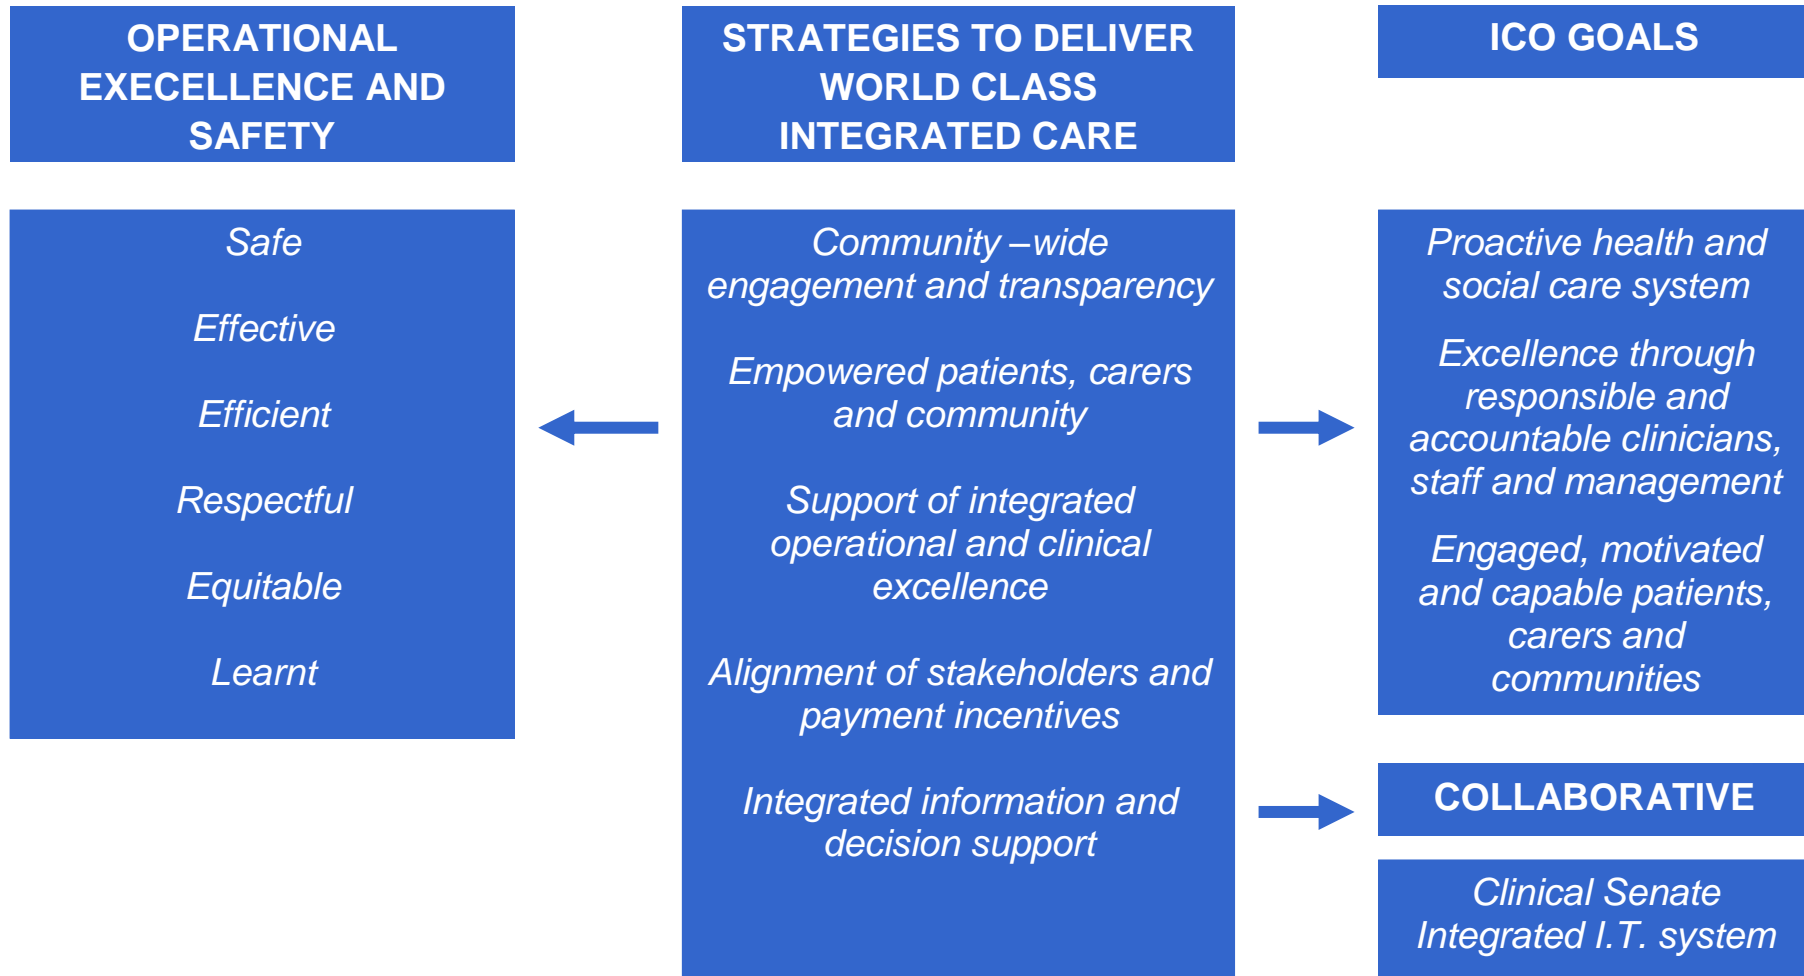 OPERATIONAL
EXECELLENCE AND
SAFETY
Safe
Effective
Efficient
Respectful
Equitable
Learnt
STRATEGIES TO DELIVER
WORLD CLASS
INTEGRATED CARE
Community –wide
engagement and transparency
Empowered patients, carers
and community
Support of integrated
operational and clinical
excellence
Alignment of stakeholders and
payment incentives
Integrated information and
decision support
ICO GOALS
Proactive health and
social care system
Excellence through
responsible and
accountable clinicians,
staff and management
Engaged, motivated
and capable patients,
carers and
communities
COLLABORATIVE
Clinical Senate
Integrated I.T. system